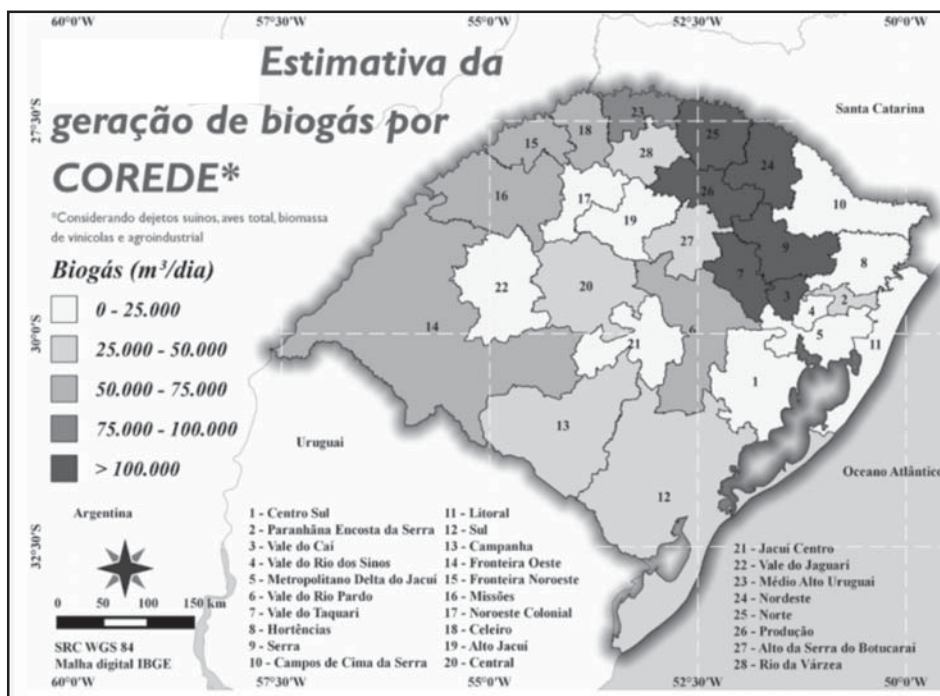 60°0'W
57°30'W
55°0'W
52°30'W
50°0'W
Estimativa da
geração de biogás por
COREDE*
*Considerando dejetos suínos, aves total, biomassa
de vinícolas e agroindustrial
Biogás (m³/dia)
0 - 25.000
25.000 - 50.000
50.000 - 75.000
75.000 - 100.000
> 100.000
27°30'S
30°0'S
32°30'S
Santa Catarina
Uruguai
Argentina
Oceano Atlântico
23
25
18
15
28
24
16
17
26
10
19
27
9
8
7
22
20
3
2
4
14
21
6
5
11
1
13
12
0 50 100 150 km
SRC WGS 84
Malha digital IBGE
1 - Centro Sul
2 - Paranhãna Encosta da Serra
3 - Vale do Caí
4 - Vale do Rio dos Sinos
5 - Metropolitano Delta do Jacuí
6 - Vale do Rio Pardo
7 - Vale do Taquari
8 - Hortências
9 - Serra
10 - Campos de Cima da Serra
11 - Litoral
12 - Sul
13 - Campanha
14 - Fronteira Oeste
15 - Fronteira Noroeste
16 - Missões
17 - Noroeste Colonial
18 - Celeiro
19 - Alto Jacuí
20 - Central
21 - Jacuí Centro
22 - Vale do Jaguari
23 - Médio Alto Uruguai
24 - Nordeste
25 - Norte
26 - Produção
27 - Alto da Serra do Botucaraí
28 - Rio da Várzea
60°0'W
57°30'W
55°0'W
52°30'W
50°0'W